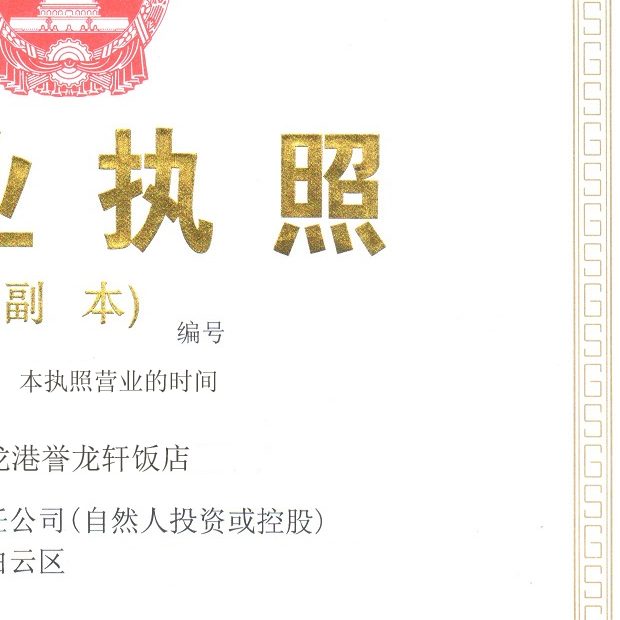 业执照
副 本)
编号
本执照营业的时间
龙港誉龙轩饭店
任公司(自然人投资或控股)
白云区